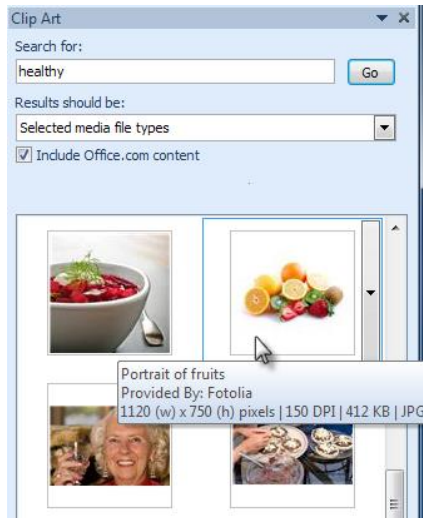 Clip Art
Search for:
healthy
Go
Results should be:
Selected media file types
Include Office.com content
Portrait of fruits
Provided By: Fotolia
1120 (w) x 750 (h) pixels | 150 DPI | 412 KB | JPG